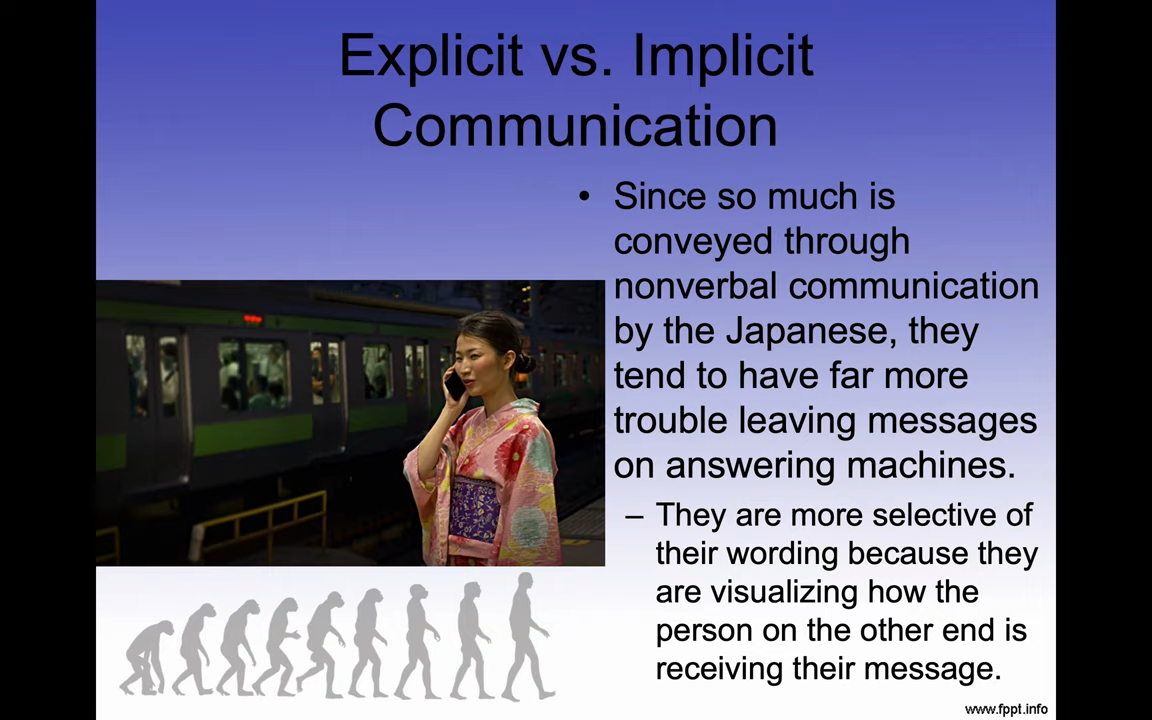 Explicit vs. Implicit
Communication
• Since so much is
conveyed through
nonverbal communication
by the Japanese, they
tend to have far more
trouble leaving messages
on answering machines.
– They are more selective of
their wording because they
are visualizing how the
person on the other end is
receiving their message.
www.fppt.info